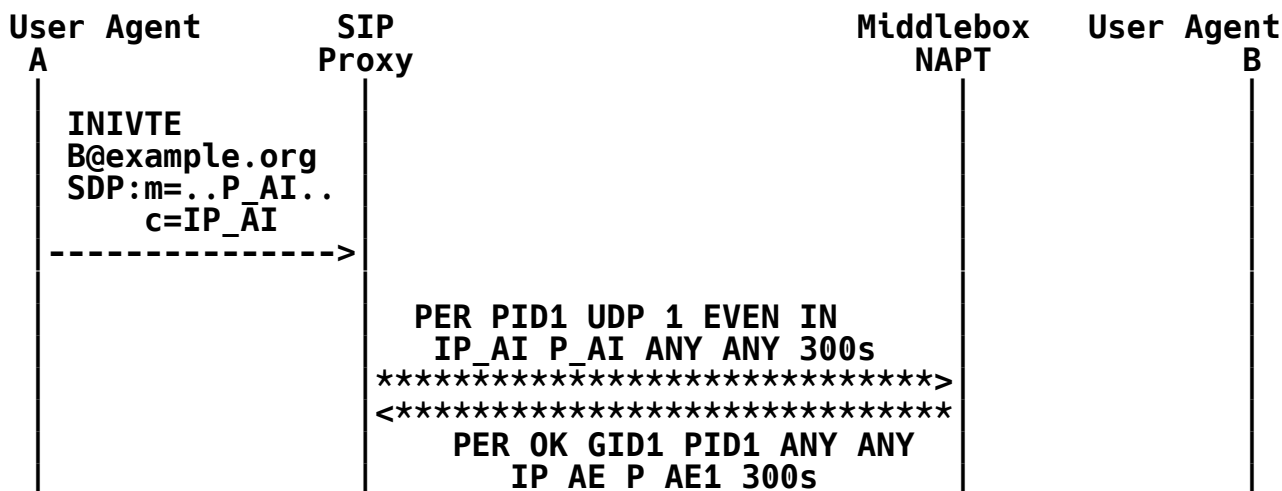 User Agent SIP Middlebox User Agent
A Proxy NAPT B
INIVTE
B@example.org
SDP:m=..P_AI..
c=IP_AI
--------------->
PER PID1 UDP 1 EVEN IN
IP_AI P_AI ANY ANY 300s
*****************************>
<*****************************
PER OK GID1 PID1 ANY ANY
IP AE P AE1 300s